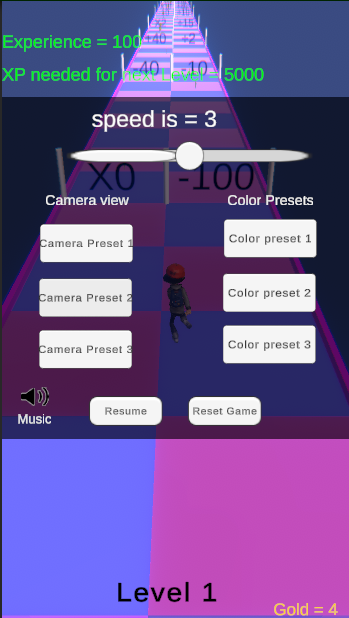 X2 -15
Experience = 100
+40 ÷2
XP needed for next Level = 5000
-40 -10
speed is = 3
X0 -100
Camera view Color Presets
Camera Preset 1 Color preset 1
Camera Preset 2 Color preset 2
Camera Preset 3 Color preset 3
Music
Resume Reset Game
Level 1
Gold = 4